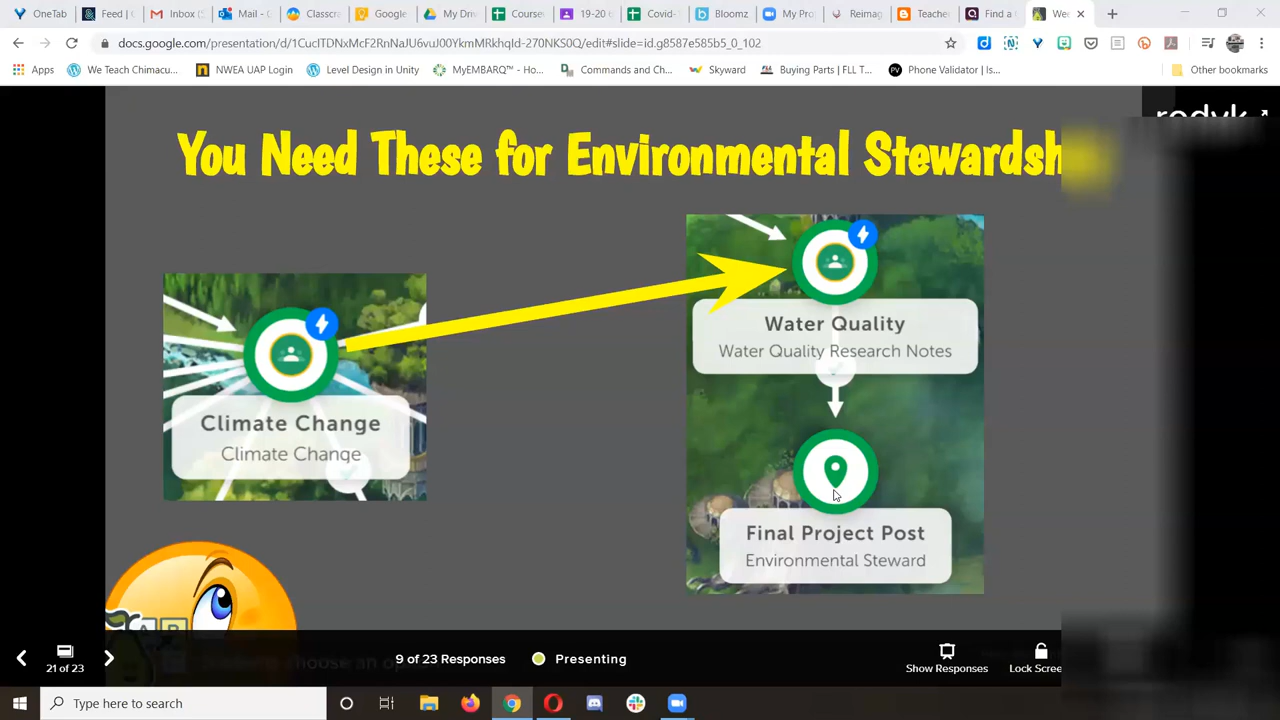 OneTab
Feed |
Inbox (
Mail -
Classcra
Google
My Driv
Course
19-20
Covid-
Bloomz
My Pro
Reimag
Teache
Find a
Wee
docs.google.com/presentation/d/1CupITDNxMcF2RnNaJU6vu00YkmMRkhqId-270NKS0Q/edit#slide=id.g8587e585b5_0_102
Apps
We Teach Chimacu...
NWEA UAP Login
Level Design in Unity
MyEMBARQ™ - Ho...
Commands and Ch...
Skyward
Buying Parts | FLL T...
Phone Validator | Is...
Other bookmarks
You Need These for Environmental Stewardsh
Water Quality
Water Quality Research Notes
Climate Change
Climate Change
Final Project Post
Environmental Steward
21 of 23
9 of 23 Responses
Presenting
Show Responses
Lock Scree
Type here to search